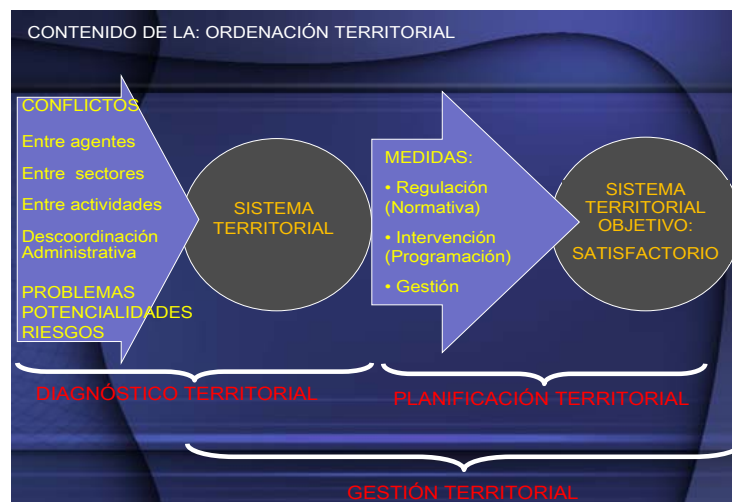 CONTENIDO DE LA: ORDENACIÓN TERRITORIAL
CONFLICTOS
Entre agentes
Entre sectores
Entre actividades
Descoordinación
Administrativa
PROBLEMAS
POTENCIALIDADES
RIESGOS
SISTEMA
TERRITORIAL
MEDIDAS:
• Regulación
(Normativa)
• Intervención
(Programación)
• Gestión
SISTEMA
TERRITORIAL
OBJETIVO:
SATISFACTORIO
DIAGNÓSTICO TERRITORIAL
PLANIFICACIÓN TERRITORIAL
GESTIÓN TERRITORIAL